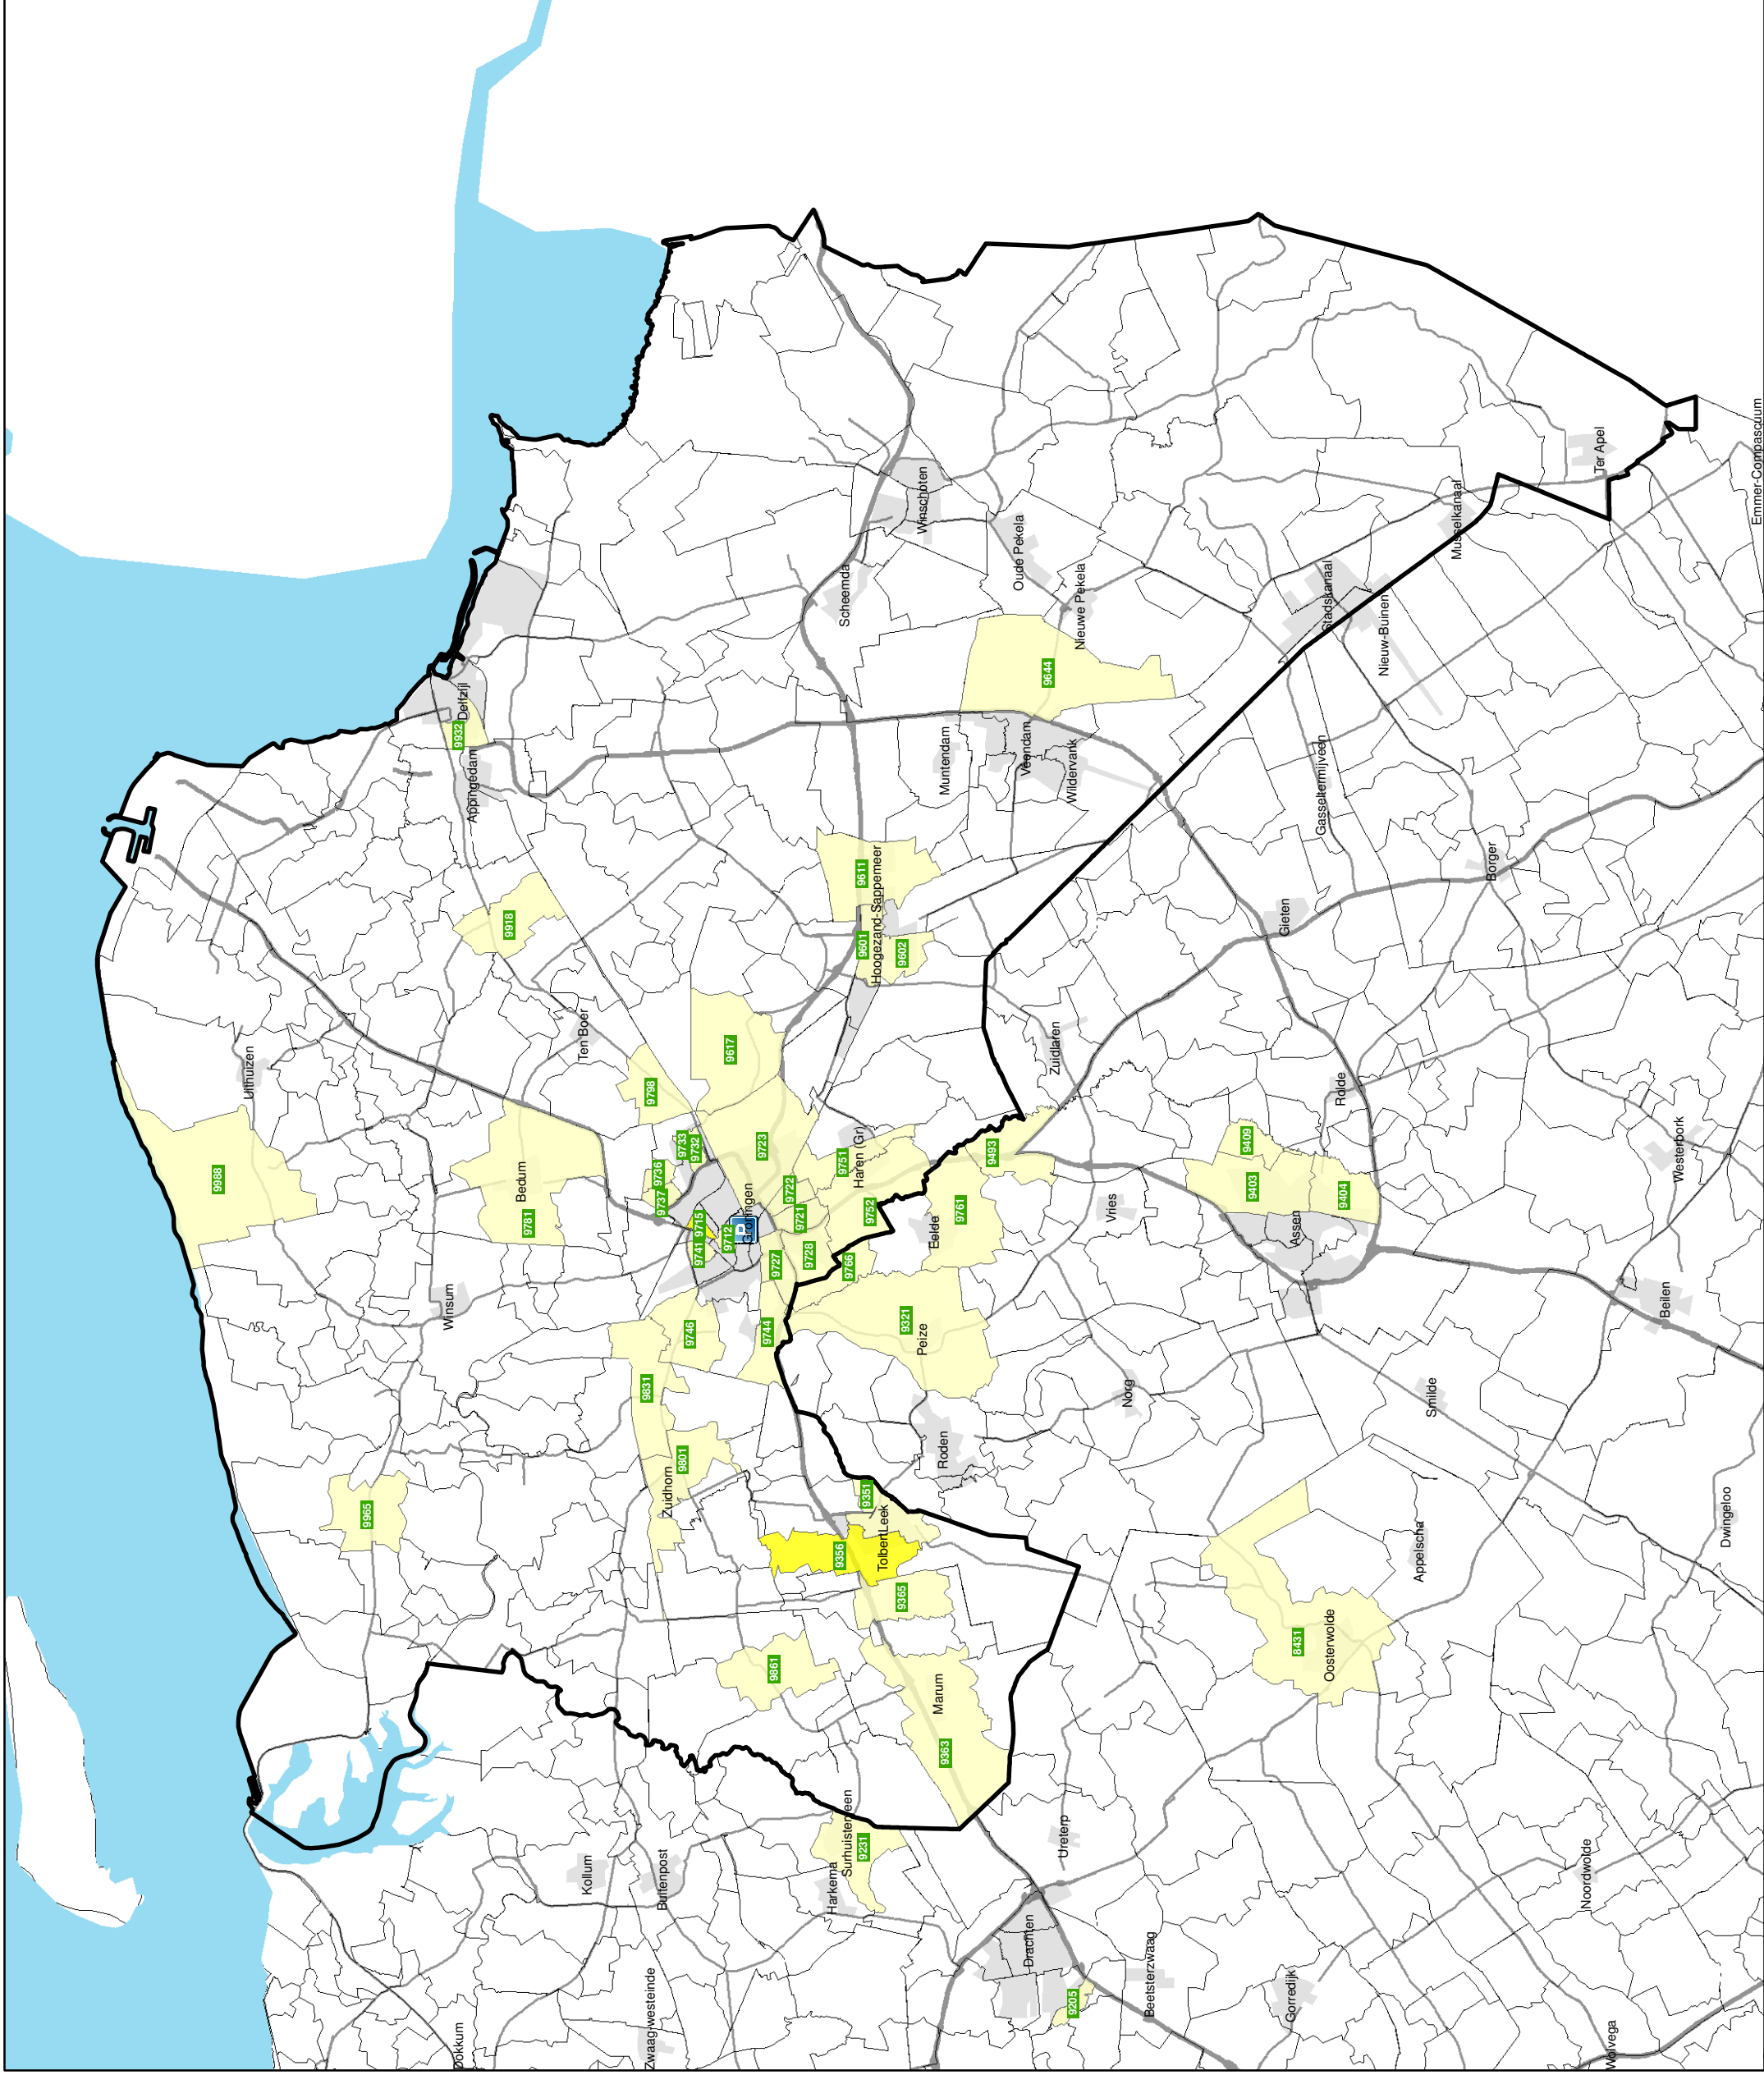 9988
Uithuizen
9965
Winsum
Bedum
9781
9918
Appingedam
9932
Delfzijl
Ten Boer
9798
9617
9733
9732
9736
9737
9715
9741
9712
Groningen
9723
9722
9721
9728
9727
9744
9746
9831
9801
Zuidhorn
9861
9356
Tolbert
Leek
9351
9365
Marum
9363
Surhuisterveen
9231
Harkema
Kollum
Buitenpost
Dokkum
Zwaag-westeinde
Drachten
9205
Ureterp
Beetsterzwaag
Gorredijk
Noordwolde
Wolvega
8431
Oosterwolde
Appelscha
Dwingeloo
Smilde
Norg
Roden
9321
Peize
9766
9752
9751
Haren (Gr)
9761
Eelde
9493
Vries
Zuidlaren
9601
9602
Hoogezand-Sappemeer
9611
Muntendam
Veendam
Wildervank
9644
Scheemda
Winschoten
Oude Pekela
Nieuwe Pekela
Stadskanaal
Nieuw-Buinen
Musselkanaal
Ter Apel
Emmer-Compascuum
Gasselternijveen
Borger
Gieten
Rolde
9409
9403
9404
Assen
Westerbork
Beilen